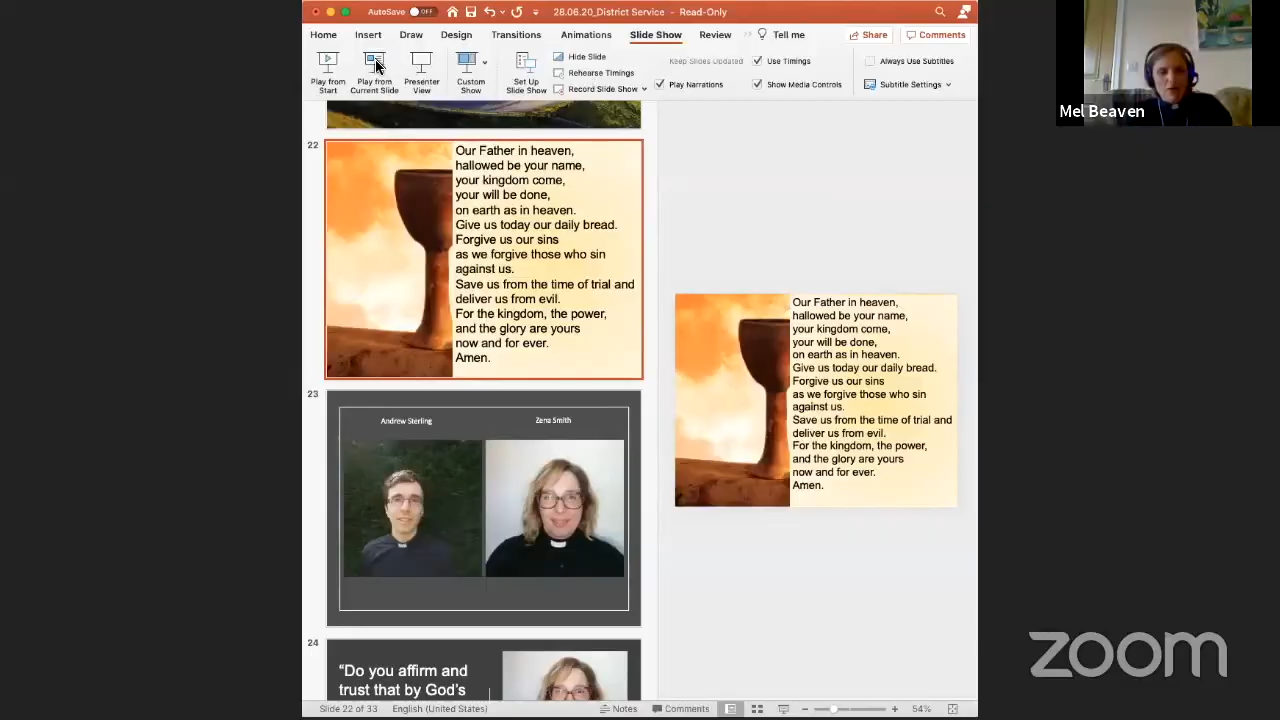 AutoSave OFF
28.06.20_District Service - Read-Only
Home Insert Draw Design Transitions Animations Slide Show Review Tell me Share Comments
Play from Start
Play from Current Slide
Presenter View
Custom Show
Set Up Slide Show
Hide Slide
Rehearse Timings
Record Slide Show
Keep Slides Updated
Play Narrations
Use Timings
Show Media Controls
Always Use Subtitles
Subtitle Settings
Mel Beaven
22
Our Father in heaven,
hallowed be your name,
your kingdom come,
your will be done,
on earth as in heaven.
Give us today our daily bread.
Forgive us our sins
as we forgive those who sin
against us.
Save us from the time of trial and
deliver us from evil.
For the kingdom, the power,
and the glory are yours
now and for ever.
Amen.
Our Father in heaven,
hallowed be your name,
your kingdom come,
your will be done,
on earth as in heaven.
Give us today our daily bread.
Forgive us our sins
as we forgive those who sin
against us.
Save us from the time of trial and
deliver us from evil.
For the kingdom, the power,
and the glory are yours
now and for ever.
Amen.
23
Andrew Sterling Zena Smith
24
“Do you affirm and
trust that by God’s
Slide 22 of 33 English (United States) Notes Comments 54%
zoom